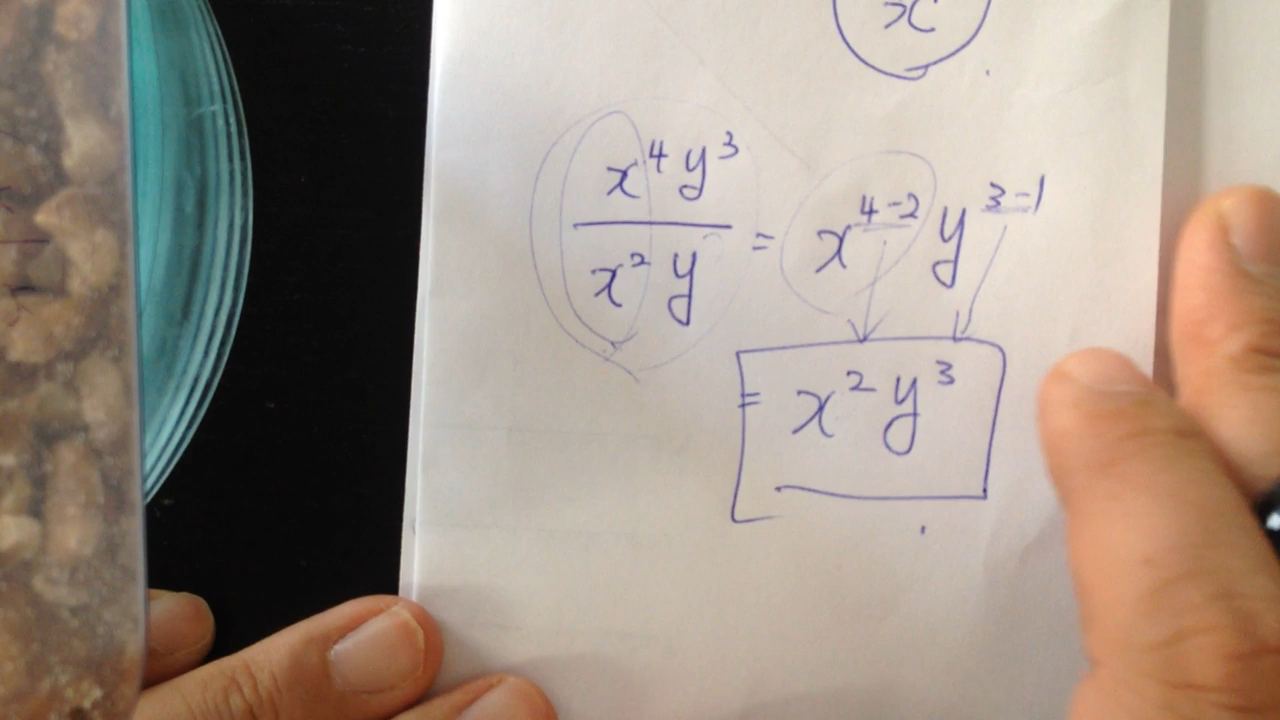 x
x⁴y³ / x²y = x⁴⁻² y³⁻¹
= x²y³